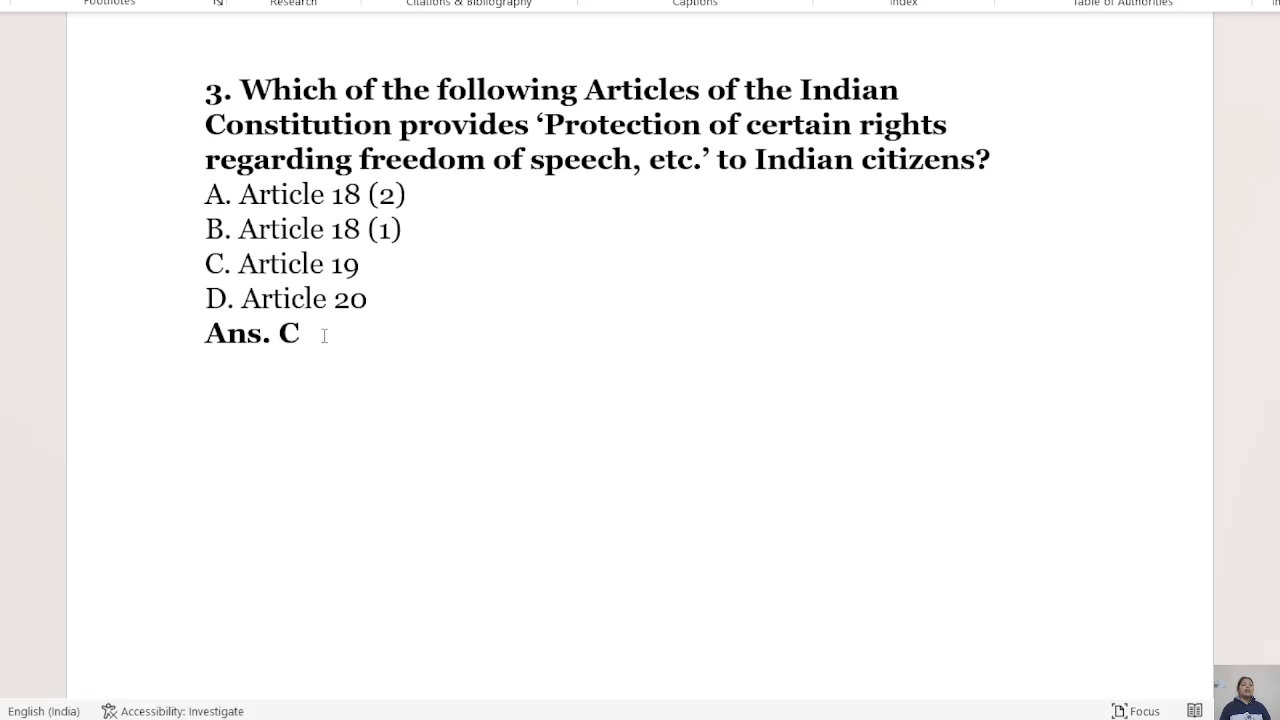 Footnotes
Research
Citations & Bibliography
Captions
Index
Table of Authorities
3. Which of the following Articles of the Indian
Constitution provides ‘Protection of certain rights
regarding freedom of speech, etc.’ to Indian citizens?
A. Article 18 (2)
B. Article 18 (1)
C. Article 19
D. Article 20
Ans. C
English (India)
Accessibility: Investigate
Focus